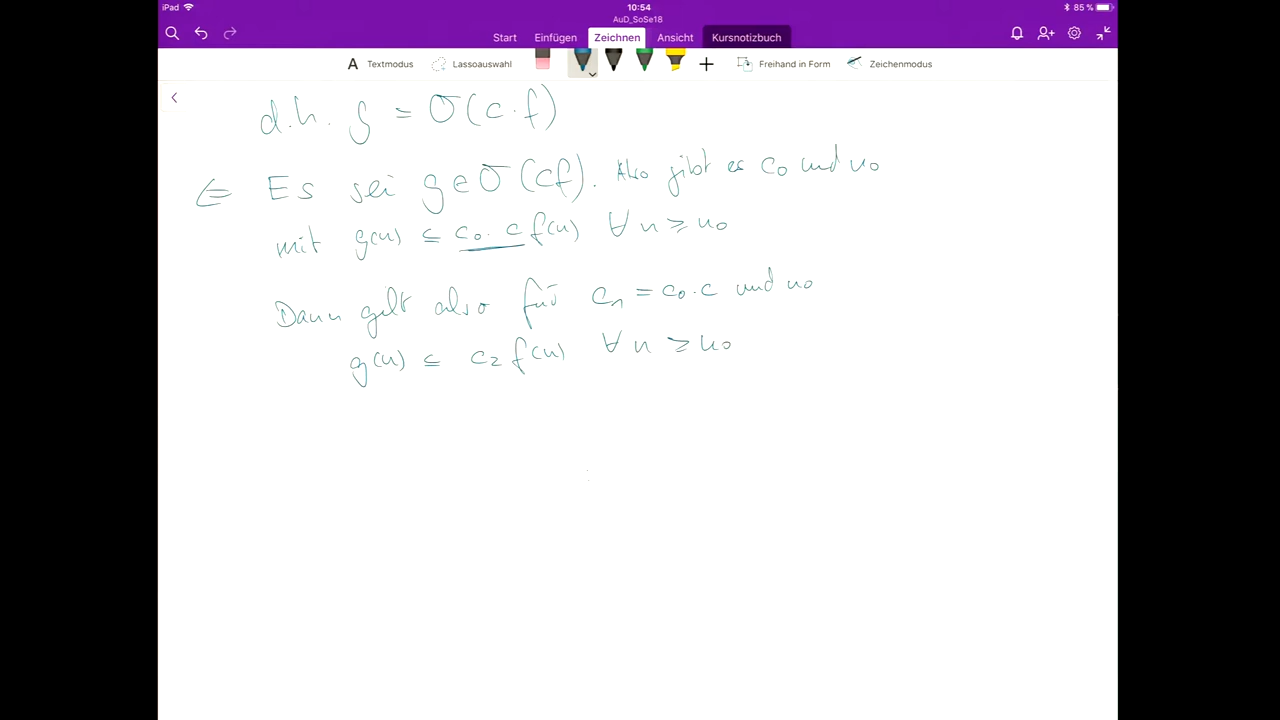 iPad 10:54 85 %
AuD_SoSe18
Start Einfügen Zeichnen Ansicht Kursnotizbuch
A Textmodus Lassoauswahl Freihand in Form Zeichenmodus
d.h. g = O(c·f)
⇐ Es sei g ∈ O(cf). Also gibt es c₀ und n₀
mit g(n) ≤ c₀·c f(n) ∀ n ≥ n₀
Dann gilt also für c₁ = c₀·c und n₀
g(n) ≤ c₂ f(n) ∀ n ≥ n₀